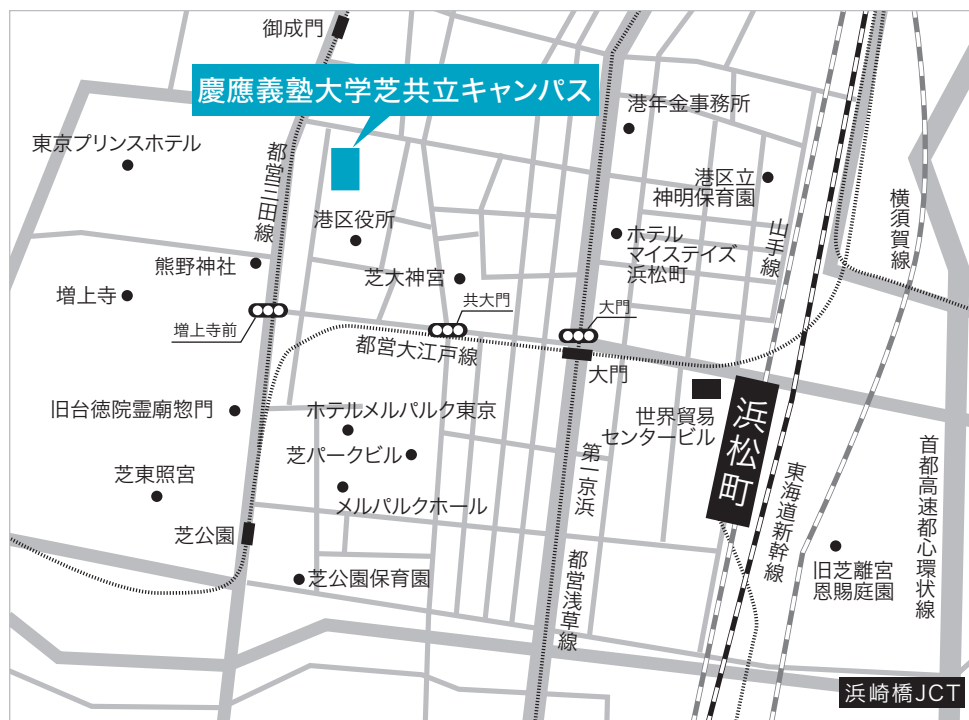 御成門
慶應義塾大学芝共立キャンパス
港年金事務所
東京プリンスホテル
都営三田線
港区立
神明保育園
横須賀線
港区役所
山手線
ホテル
マイステイズ
浜松町
熊野神社
芝大神宮
増上寺
共大門
大門
増上寺前
都営大江戸線
大門
旧台徳院霊廟惣門
ホテルメルパルク東京
世界貿易
センタービル
浜松町
芝パークビル
第一京浜
首都高速都心環状線
芝東照宮
東海道新幹線
メルパルクホール
芝公園
都営浅草線
旧芝離宮
恩賜庭園
芝公園保育園
浜崎橋JCT